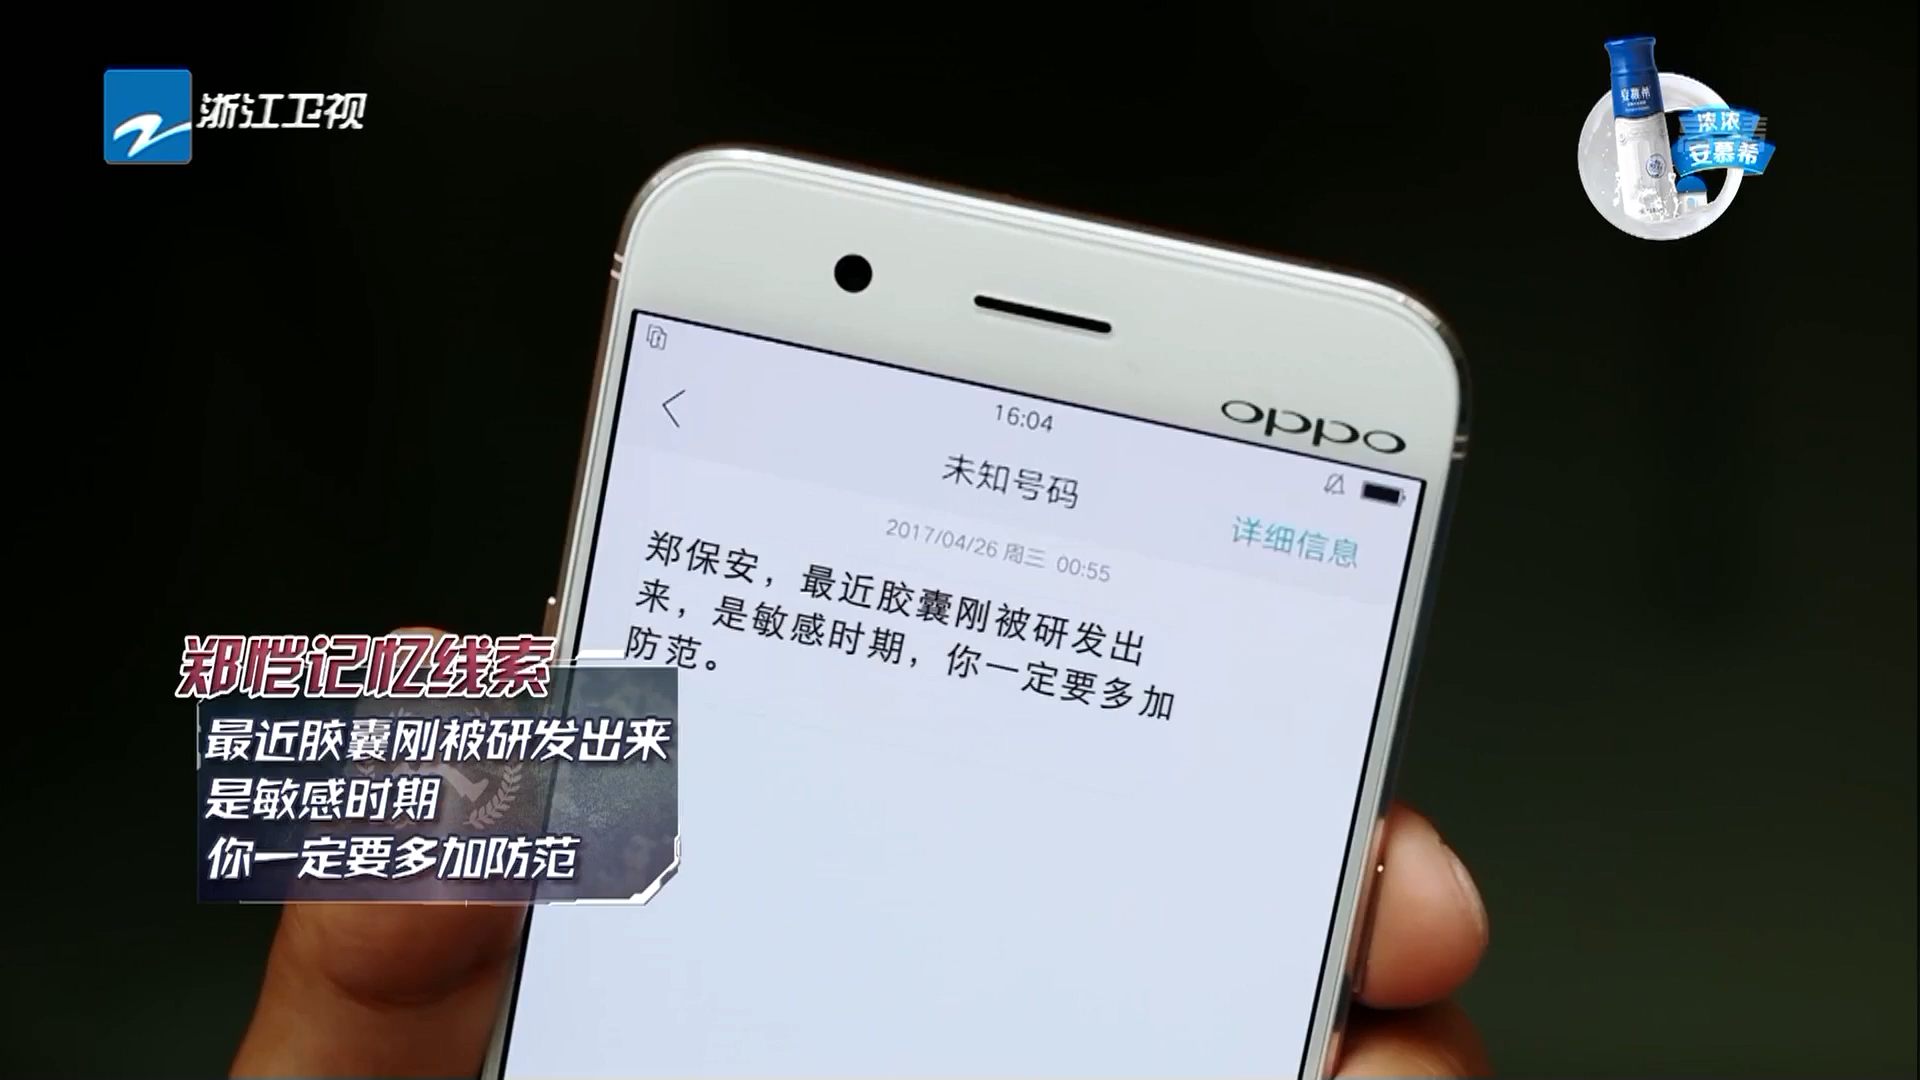 浙江卫视
安慕希
浓浓
安慕希
oppo
16:04
未知号码
详细信息
2017/04/26 周三 00:55
郑保安，最近胶囊刚被研发出
来，是敏感时期，你一定要多加
防范。
郑恺记忆线索
最近胶囊刚被研发出来
是敏感时期
你一定要多加防范